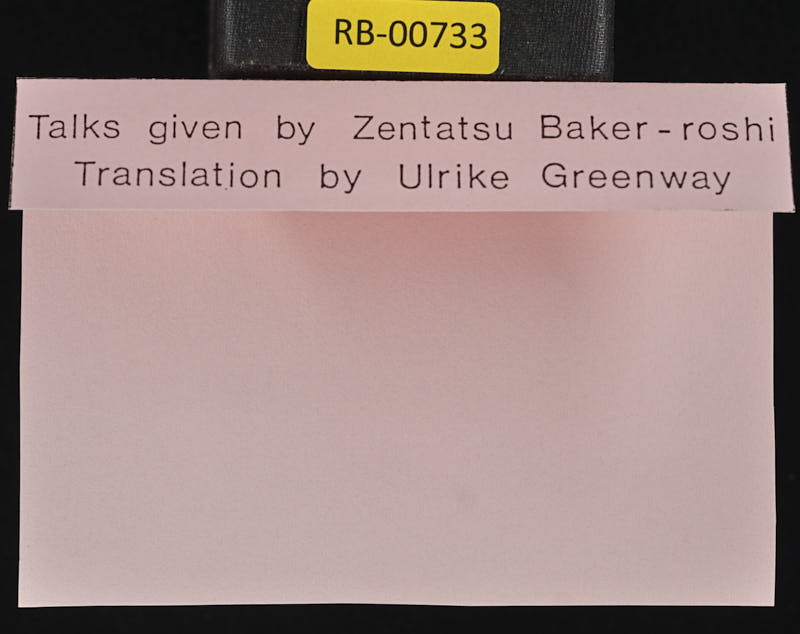 RB-00733
Talks given by Zentatsu Baker-roshi
Translation by Ulrike Greenway